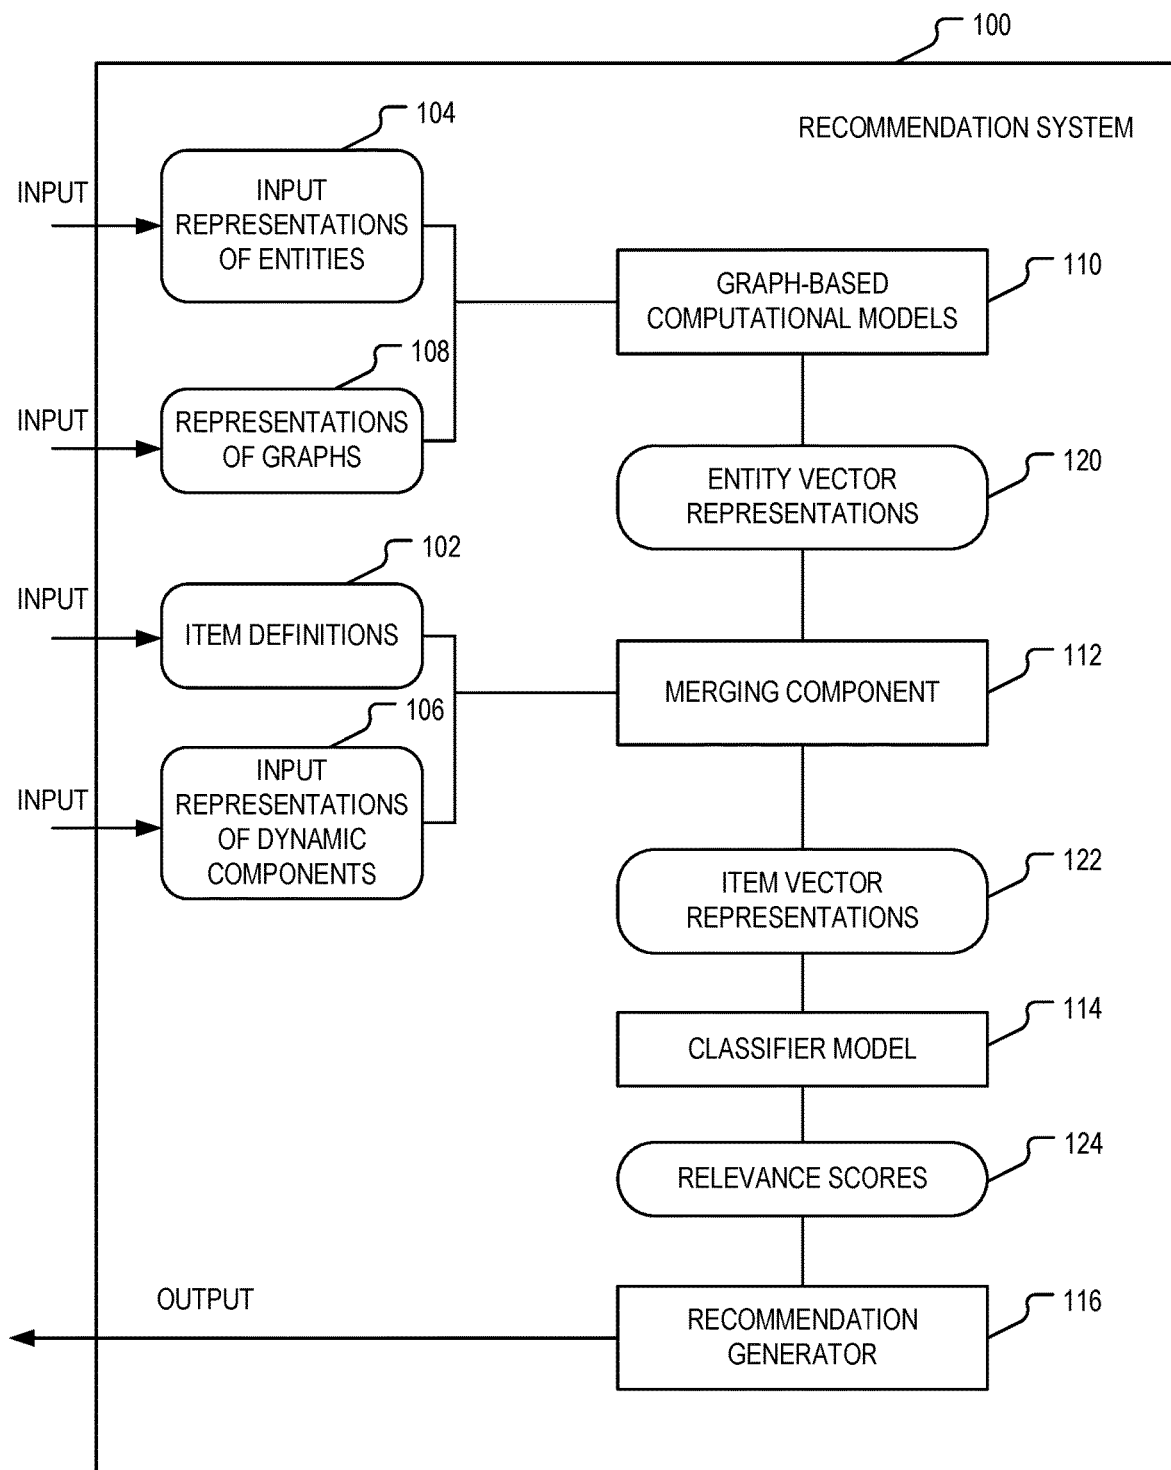 100
RECOMMENDATION SYSTEM
104
INPUT
INPUT
REPRESENTATIONS
OF ENTITIES
110
GRAPH-BASED
COMPUTATIONAL MODELS
108
INPUT
REPRESENTATIONS
OF GRAPHS
120
ENTITY VECTOR
REPRESENTATIONS
102
INPUT
ITEM DEFINITIONS
112
MERGING COMPONENT
106
INPUT
INPUT
REPRESENTATIONS
OF DYNAMIC
COMPONENTS
122
ITEM VECTOR
REPRESENTATIONS
114
CLASSIFIER MODEL
124
RELEVANCE SCORES
OUTPUT
116
RECOMMENDATION
GENERATOR